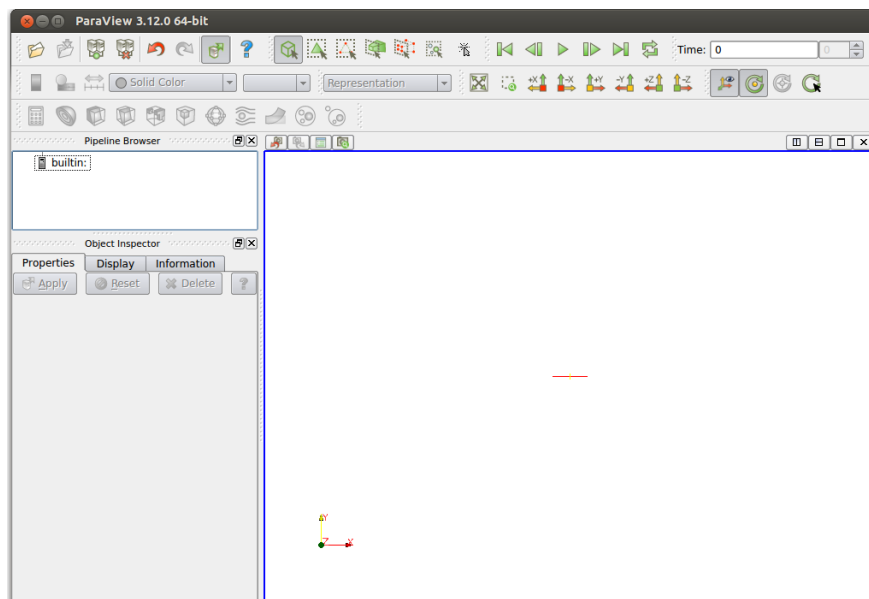 ParaView 3.12.0 64-bit
? Time: 0 0
Solid Color Representation +X -X +Y -Y +Z -Z
Pipeline Browser
builtin:
Object Inspector
Properties Display Information
Apply Reset Delete ?
Y
Z X